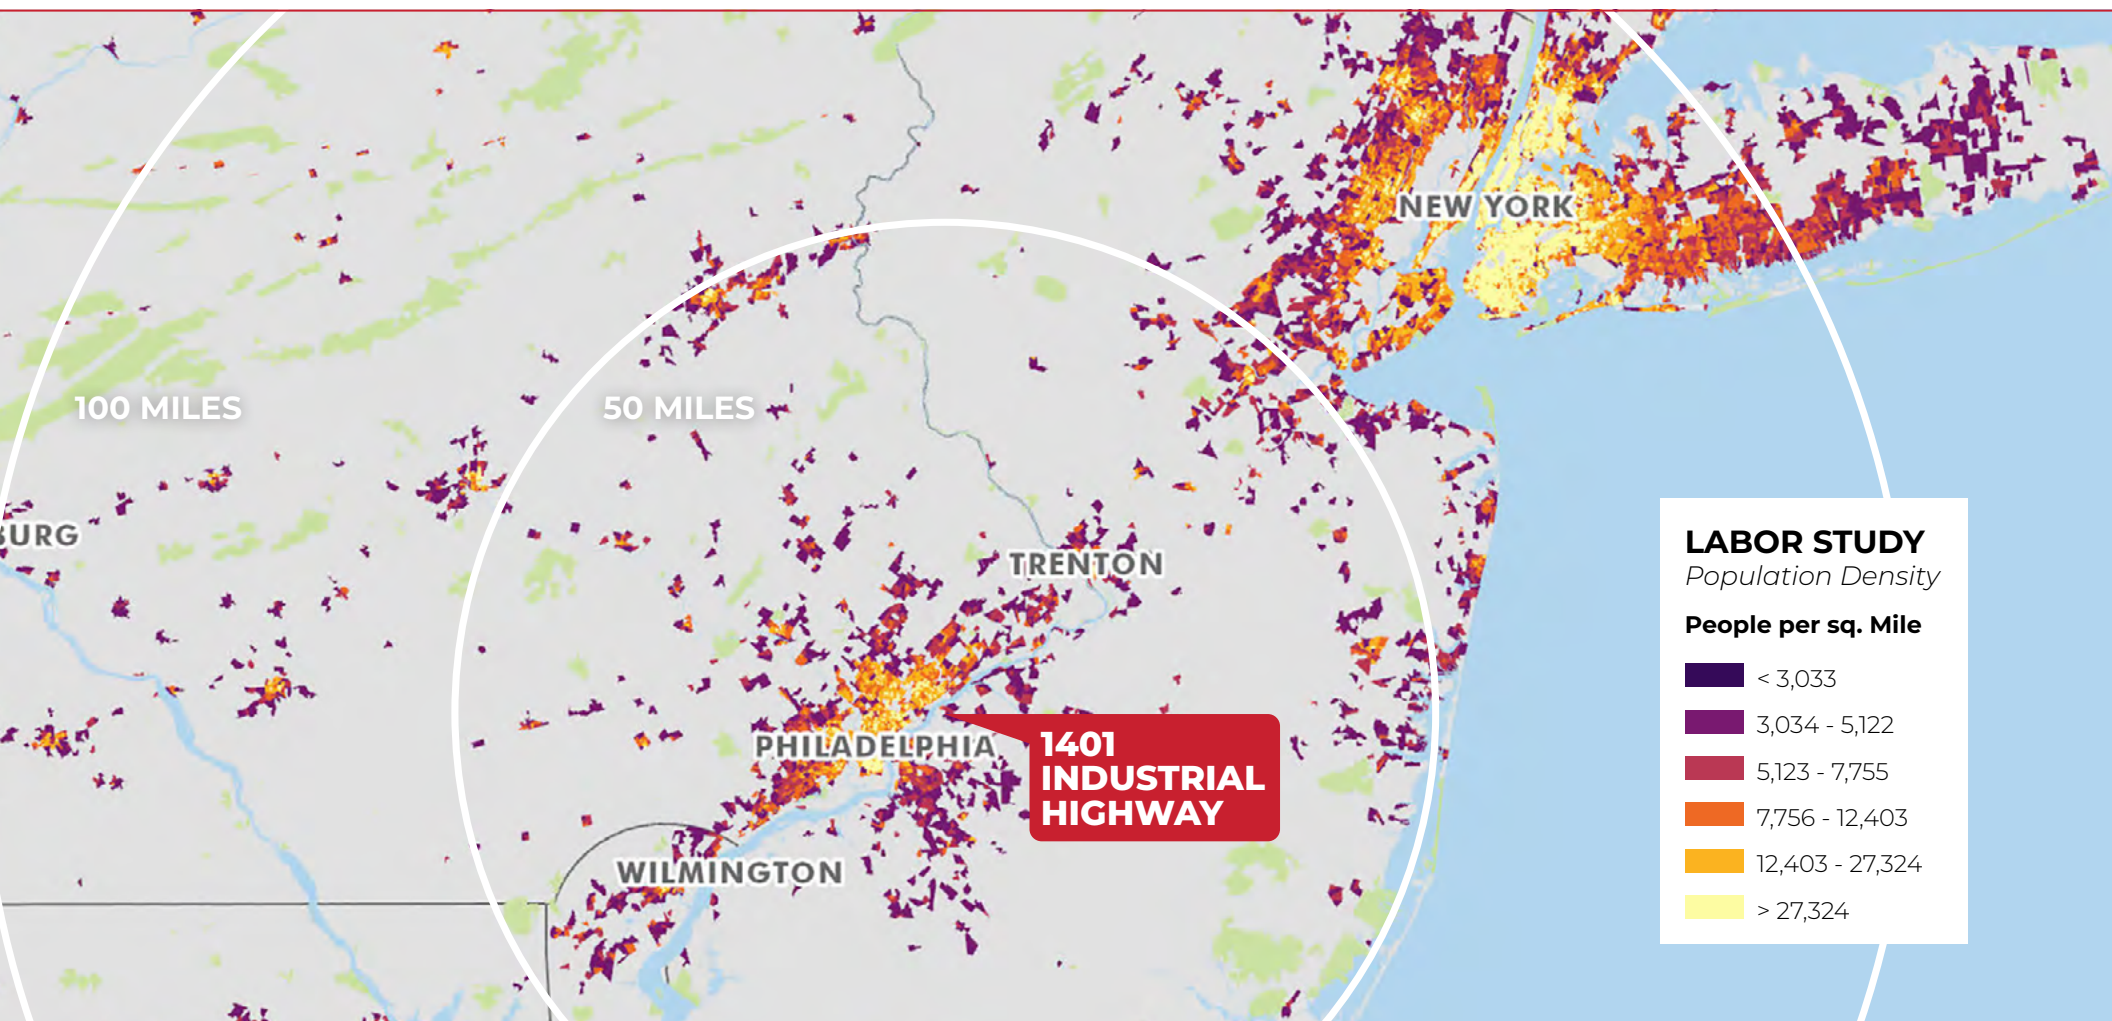 NEW YORK
100 MILES
50 MILES
BURG
TRENTON
PHILADELPHIA
1401
INDUSTRIAL
HIGHWAY
WILMINGTON
LABOR STUDY
Population Density
People per sq. Mile
< 3,033
3,034 - 5,122
5,123 - 7,755
7,756 - 12,403
12,403 - 27,324
> 27,324